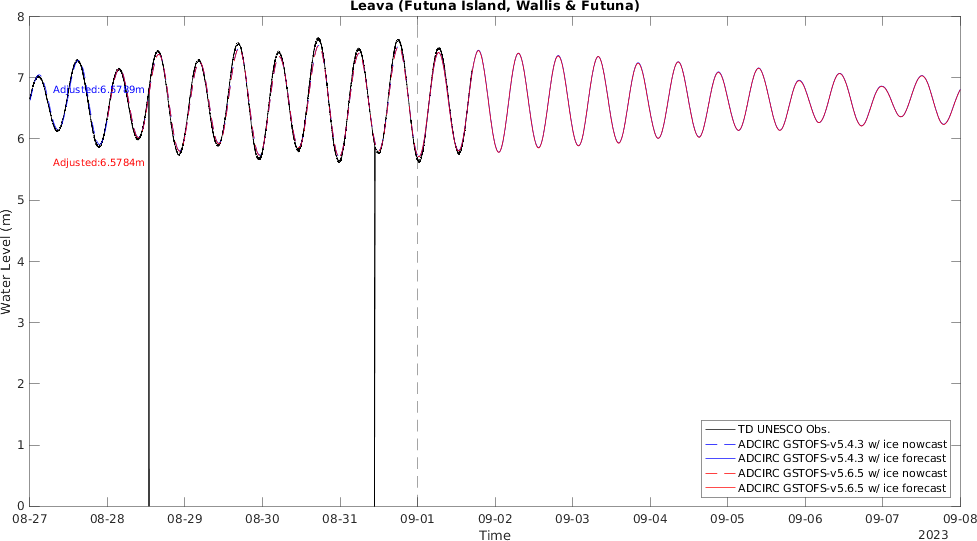 Leava (Futuna Island, Wallis & Futuna)
8
7
6
5
4
3
2
1
0
Water Level (m)
Adjusted:6.5789m
Adjusted:6.5784m
TD UNESCO Obs.
ADCIRC GSTOFS-v5.4.3 w/ ice nowcast
ADCIRC GSTOFS-v5.4.3 w/ ice forecast
ADCIRC GSTOFS-v5.6.5 w/ ice nowcast
ADCIRC GSTOFS-v5.6.5 w/ ice forecast
08-27 08-28 08-29 08-30 08-31 09-01 09-02 09-03 09-04 09-05 09-06 09-07 09-08
Time
2023